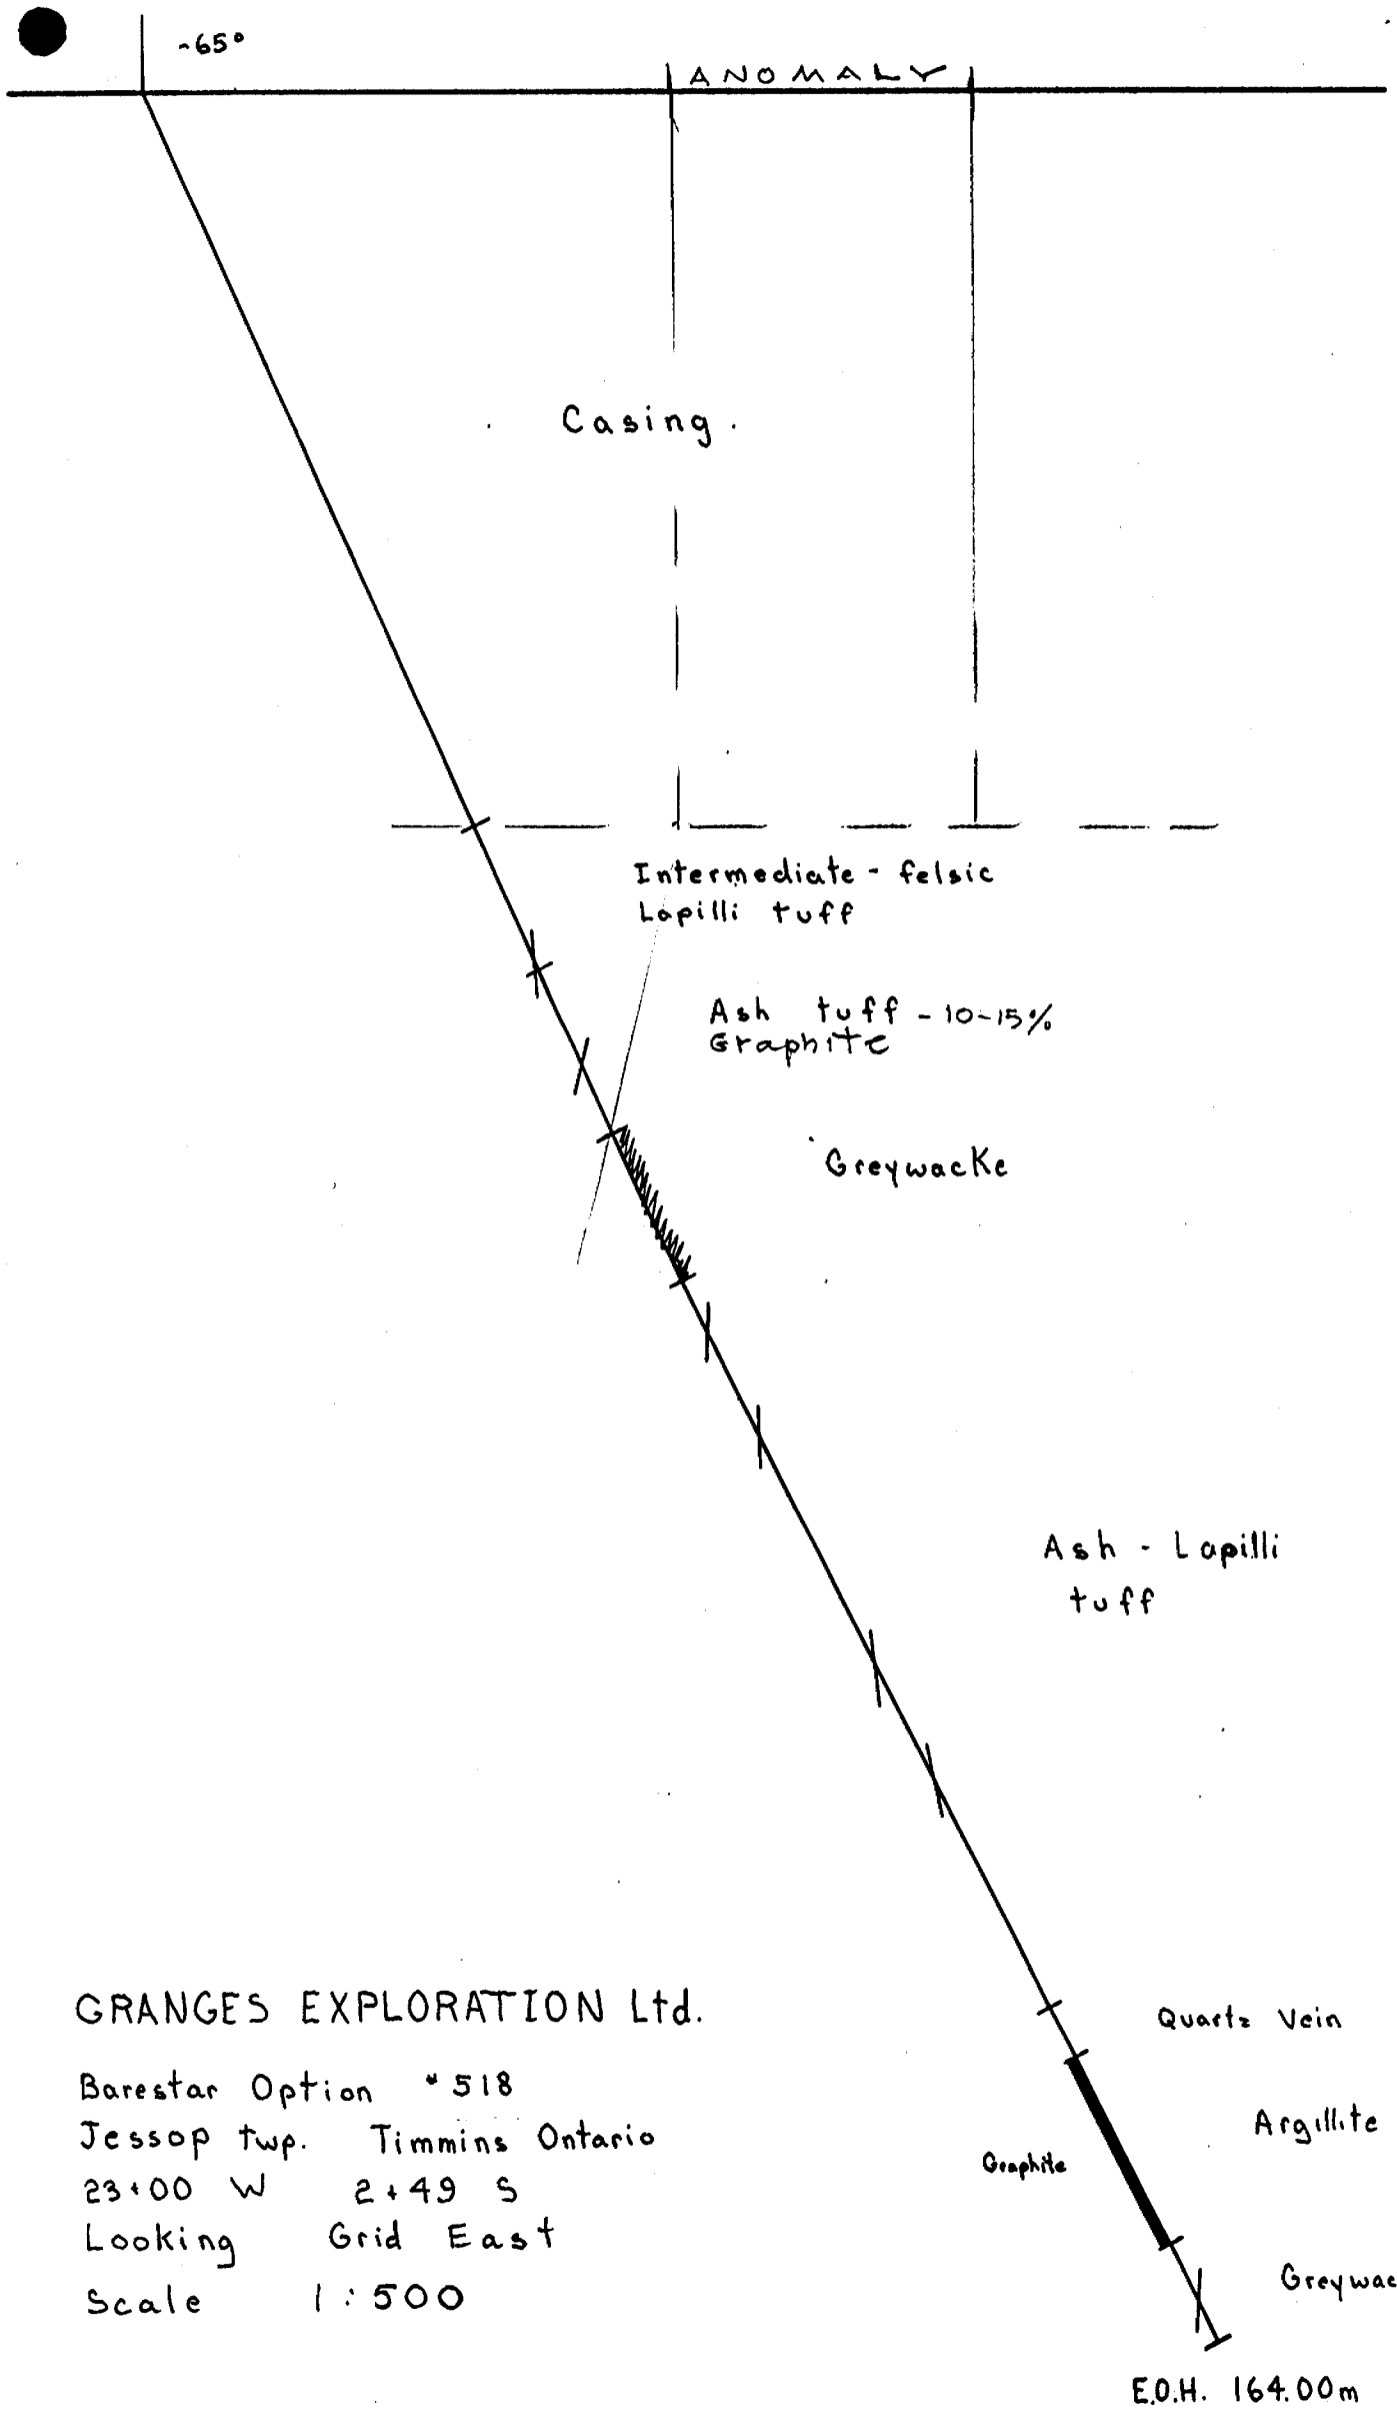 -65°
ANOMALY
Casing.
Intermediate - felsic
Lapilli tuff
Ash tuff - 10-15%
Graphite
Greywacke
Ash - Lapilli
tuff
Quartz Vein
Argillite
Graphite
Greywac
E.O.H. 164.00m
GRANGES EXPLORATION Ltd.
Barestar Option #518
Jessop twp. Timmins Ontario
23+00 W 2+49 S
Looking Grid East
Scale 1:500